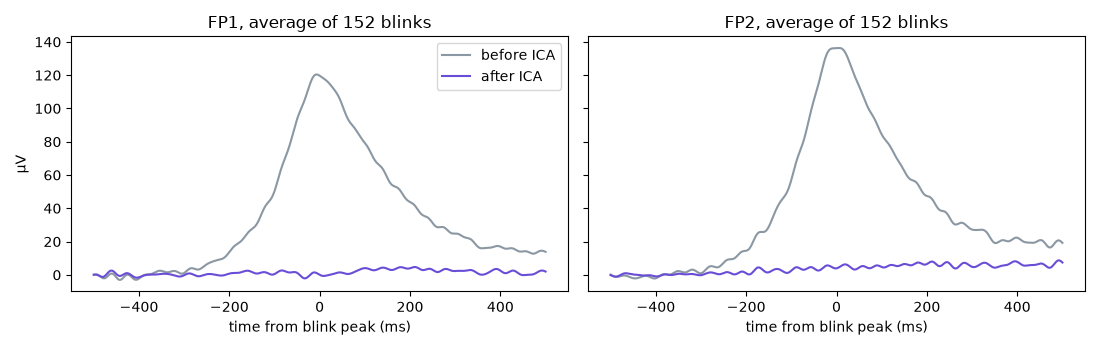 FP1, average of 152 blinks
FP2, average of 152 blinks
before ICA
after ICA
µV
140
120
100
80
60
40
20
0
−400 −200 0 200 400
−400 −200 0 200 400
time from blink peak (ms)
time from blink peak (ms)